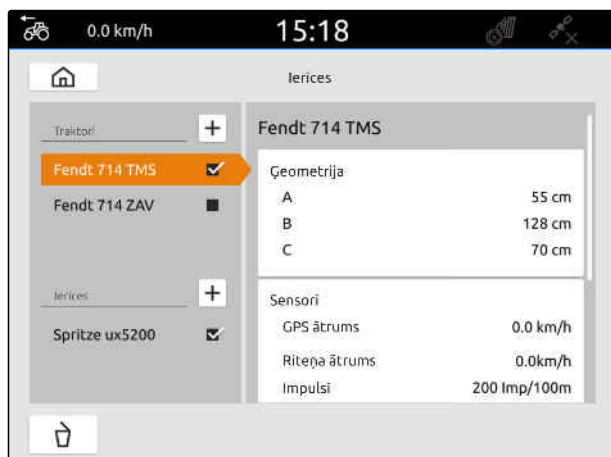 0.0 km/h
15:18
Ierīces
Traktori
Fendt 714 TMS
Fendt 714 ZAV
Ierīces
Spritze ux5200
Fendt 714 TMS
Ģeometrija
A 55 cm
B 128 cm
C 70 cm
Sensori
GPS ātrums 0.0 km/h
Riteņa ātrums 0.0km/h
Impulsi 200 Imp/100m